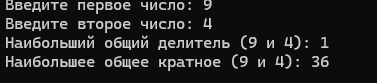 Введите первое число: 9
Введите второе число: 4
Наибольший общий делитель (9 и 4): 1
Наибольшее общее кратное (9 и 4): 36